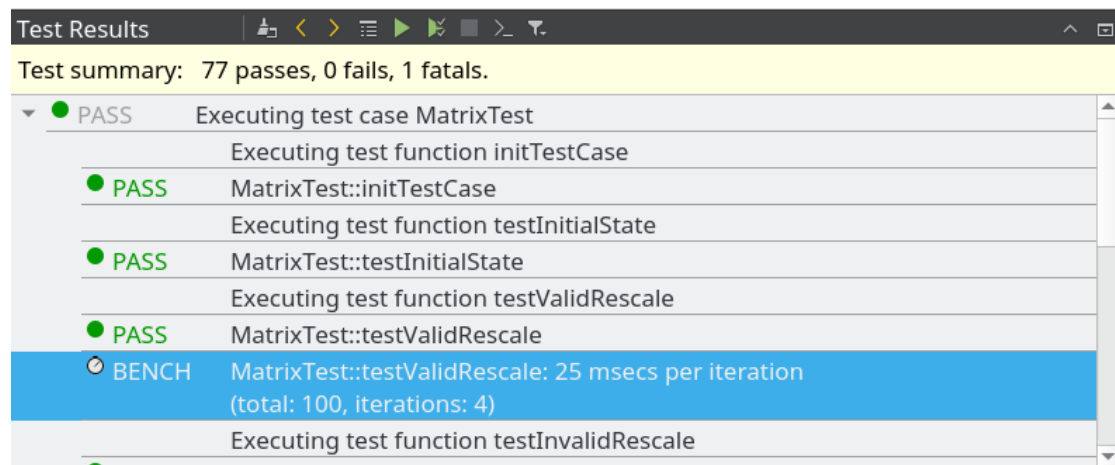 Test Results
Test summary: 77 passes, 0 fails, 1 fatals.
PASS Executing test case MatrixTest
Executing test function initTestCase
PASS MatrixTest::initTestCase
Executing test function testInitialState
PASS MatrixTest::testInitialState
Executing test function testValidRescale
PASS MatrixTest::testValidRescale
BENCH MatrixTest::testValidRescale: 25 msecs per iteration
(total: 100, iterations: 4)
Executing test function testInvalidRescale